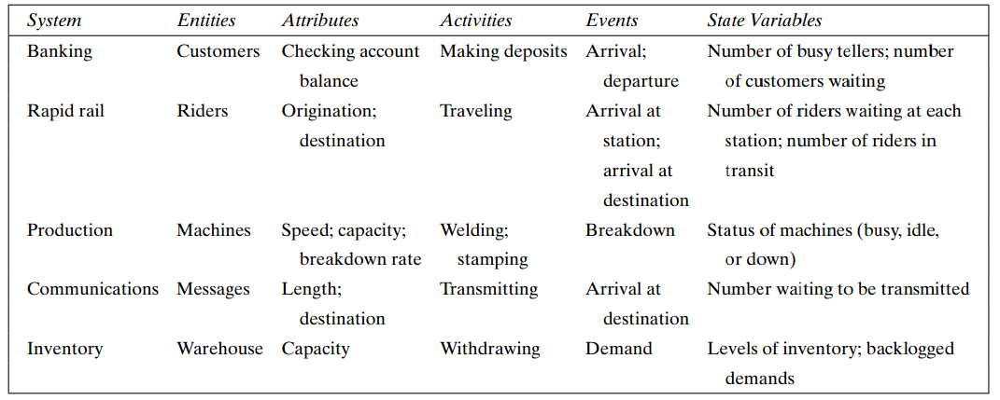 System Entities Attributes Activities Events State Variables
Banking Customers Checking account Making deposits Arrival; Number of busy tellers; number
balance departure of customers waiting
Rapid rail Riders Origination; Traveling Arrival at Number of riders waiting at each
destination station; station; number of riders in
arrival at transit
destination
Production Machines Speed; capacity; Welding; Breakdown Status of machines (busy, idle,
breakdown rate stamping or down)
Communications Messages Length; Transmitting Arrival at Number waiting to be transmitted
destination destination
Inventory Warehouse Capacity Withdrawing Demand Levels of inventory; backlogged
demands